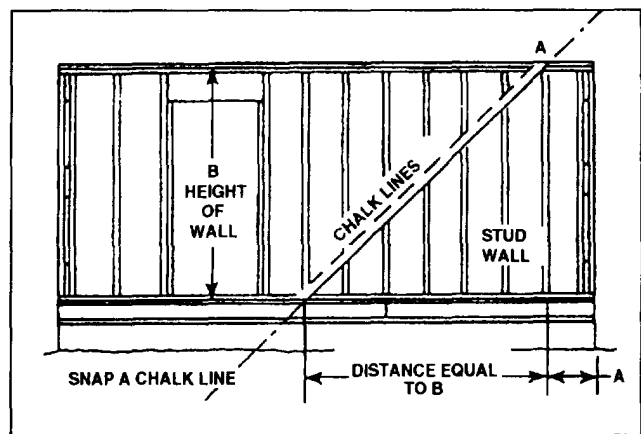 A
B
HEIGHT
OF
WALL
CHALK LINES
STUD
WALL
SNAP A CHALK LINE
DISTANCE EQUAL
TO B
A